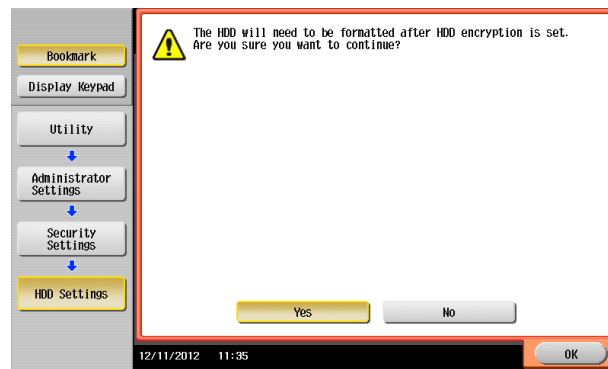 The HDD will need to be formatted after HDD encryption is set.
Are you sure you want to continue?
Bookmark
Display Keypad
Utility
Administrator
Settings
Security
Settings
HDD Settings
Yes
No
12/11/2012 11:35
OK